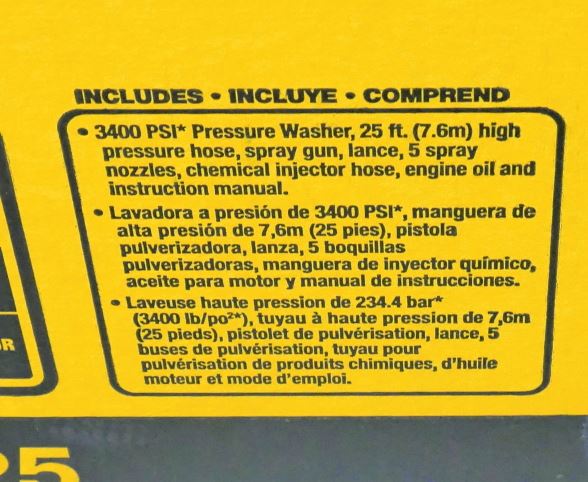 INCLUDES • INCLUYE • COMPREND
• 3400 PSI* Pressure Washer, 25 ft. (7.6m) high
pressure hose, spray gun, lance, 5 spray
nozzles, chemical injector hose, engine oil and
instruction manual.
• Lavadora a presión de 3400 PSI*, manguera de
alta presión de 7,6m (25 pies), pistola
pulverizadora, lanza, 5 boquillas
pulverizadoras, manguera de inyector químico,
aceite para motor y manual de instrucciones.
• Laveuse haute pression de 234.4 bar*
(3400 lb/po²*), tuyau à haute pression de 7,6m
(25 pieds), pistolet de pulvérisation, lance, 5
buses de pulvérisation, tuyau pour
pulvérisation de produits chimiques, d'huile
moteur et mode d'emploi.
25